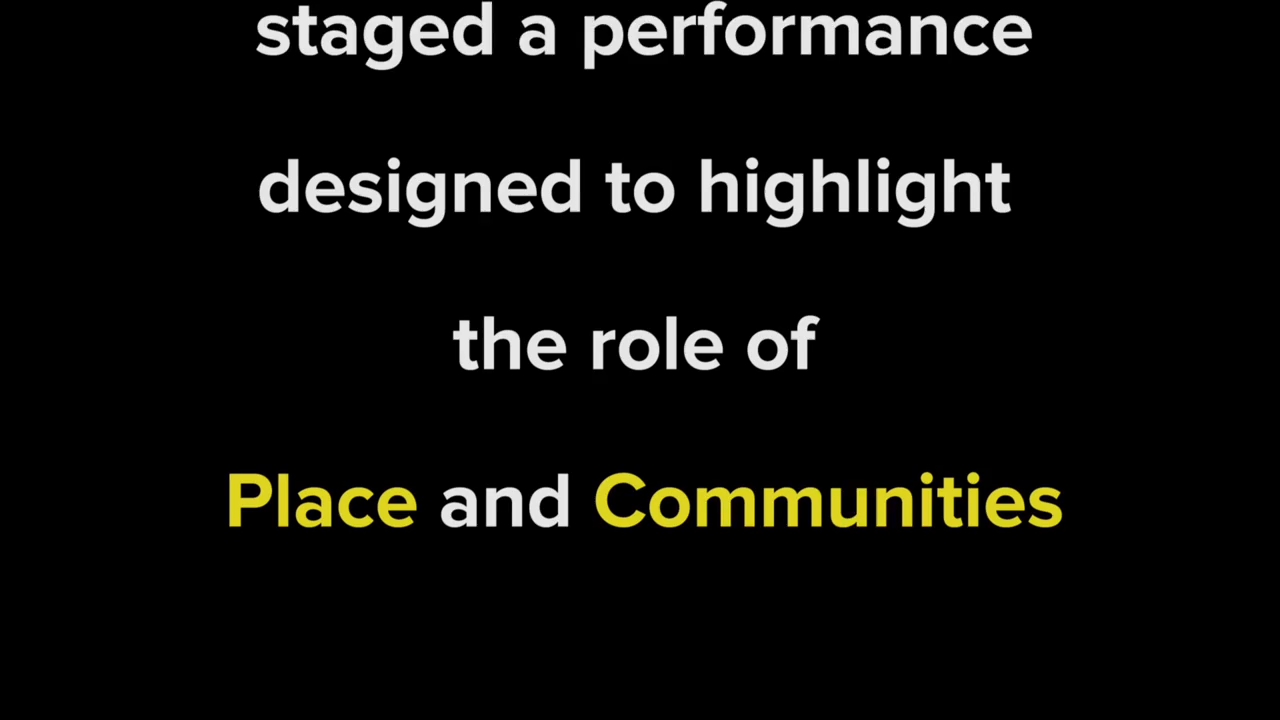 staged a performance
designed to highlight
the role of
Place and Communities